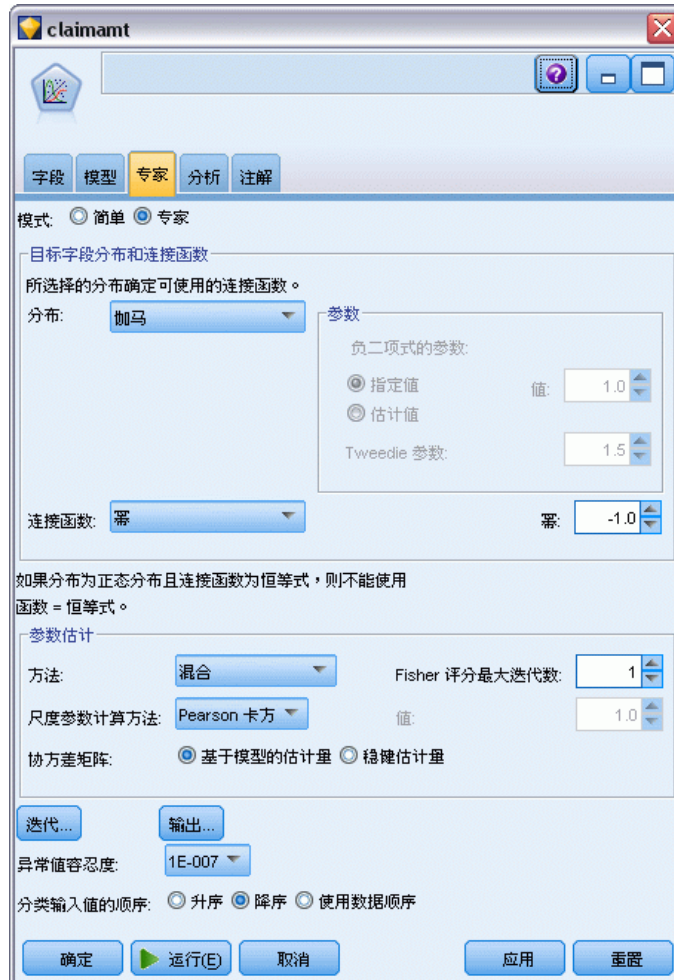 claimamt
字段 模型 专家 分析 注解
模式: 简单 专家
目标字段分布和连接函数
所选择的分布确定可使用的连接函数。
分布: 伽马
参数
负二项式的参数:
指定值 值: 1.0
估计值
Tweedie 参数: 1.5
连接函数: 幂 幂: -1.0
如果分布为正态分布且连接函数为恒等式，则不能使用
函数 = 恒等式。
参数估计
方法: 混合 Fisher 评分最大迭代数: 1
尺度参数计算方法: Pearson 卡方 值: 1.0
协方差矩阵: 基于模型的估计量 稳键估计量
迭代... 输出...
异常值容忍度: 1E-007
分类输入值的顺序: 升序 降序 使用数据顺序
确定 运行(E) 取消 应用 重置